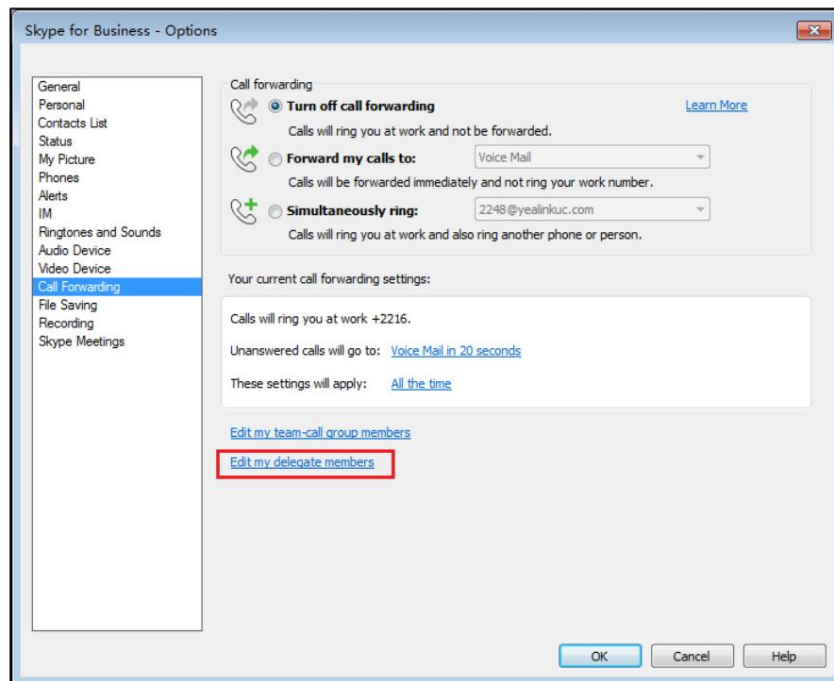 Skype for Business - Options
General
Personal
Contacts List
Status
My Picture
Phones
Alerts
IM
Ringtones and Sounds
Audio Device
Video Device
Call Forwarding
File Saving
Recording
Skype Meetings
Call forwarding
Turn off call forwarding
Learn More
Calls will ring you at work and not be forwarded.
Forward my calls to:
Voice Mail
Calls will be forwarded immediately and not ring your work number.
Simultaneously ring:
2248@yealinkuc.com
Calls will ring you at work and also ring another phone or person.
Your current call forwarding settings:
Calls will ring you at work +2216.
Unanswered calls will go to: Voice Mail in 20 seconds
These settings will apply: All the time
Edit my team-call group members
Edit my delegate members
OK
Cancel
Help